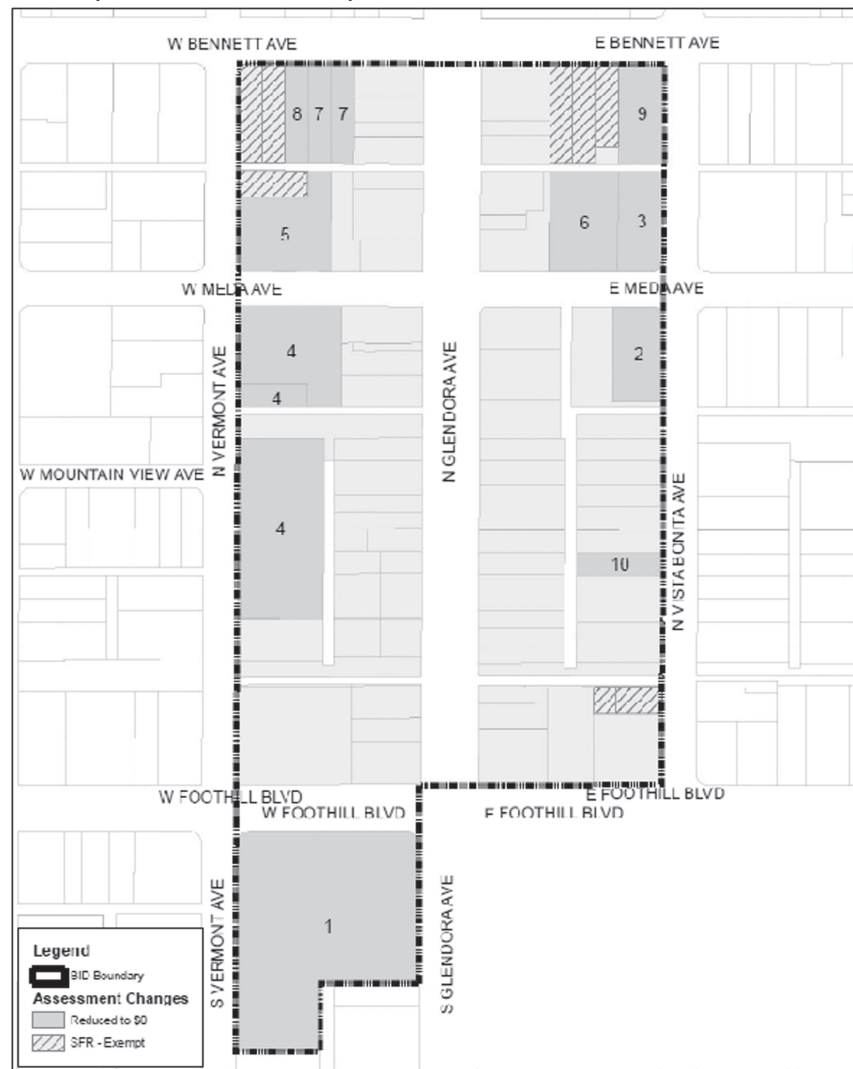 W BENNETT AVE
E BENNETT AVE
8 7 7
9
5
6
3
W MEDA AVE
E MEDA AVE
4
2
4
N VERMONT AVE
N GLENDORA AVE
W MOUNTAIN VIEW AVE
4
10
N VISTA BONITA AVE
W FOOTHILL BLVD
E FOOTHILL BLVD
W FOOTHILL BLVD
E FOOTHILL BLVD
1
S VERMONT AVE
S GLENDORA AVE
Legend
BID Boundary
Assessment Changes
Reduced to $0
SFR - Exempt